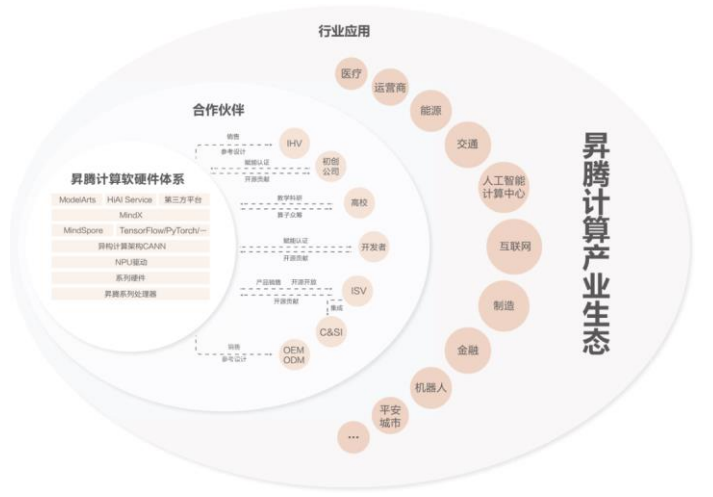 行业应用
医疗
运营商
能源
交通
人工智能
计算中心
互联网
制造
金融
机器人
平安
城市
...
昇腾计算产业生态
合作伙伴
销售
参考设计
IHV
赋能认证
开源贡献
初创
公司
教学科研
算子众筹
高校
赋能认证
开源贡献
开发者
产品销售 开源开放
开源贡献
ISV
集成
C&SI
销售
参考设计
OEM
ODM
昇腾计算软硬件体系
ModelArts HiAI Service 第三方平台
MindX
MindSpore TensorFlow/PyTorch/···
异构计算架构CANN
NPU驱动
系列硬件
昇腾系列处理器